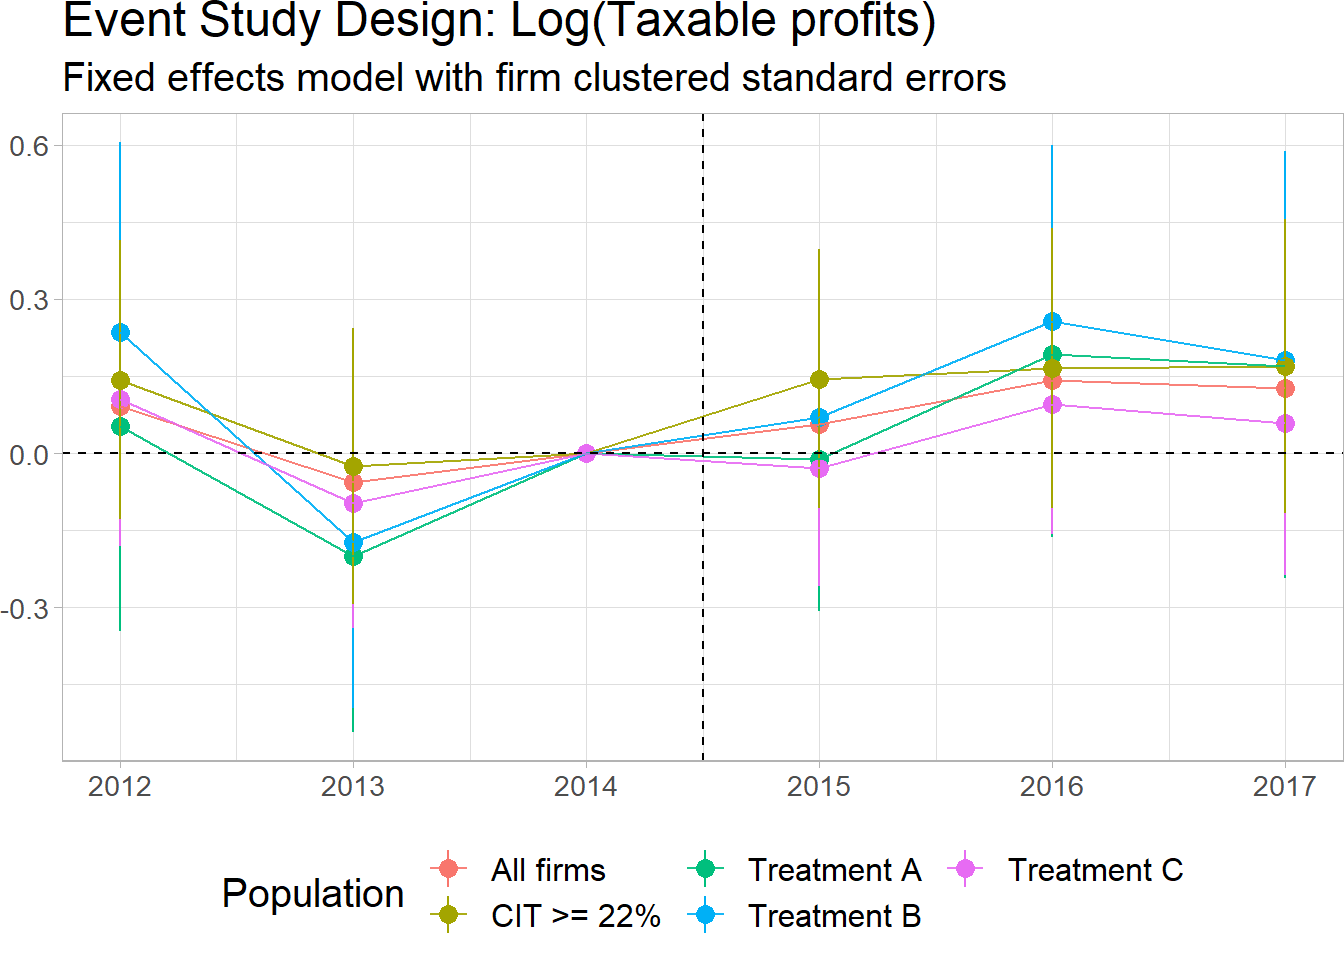 Event Study Design: Log(Taxable profits)
Fixed effects model with firm clustered standard errors
0.6
0.3
0.0
-0.3
2012 2013 2014 2015 2016 2017
Population
All firms Treatment A Treatment C
CIT >= 22% Treatment B